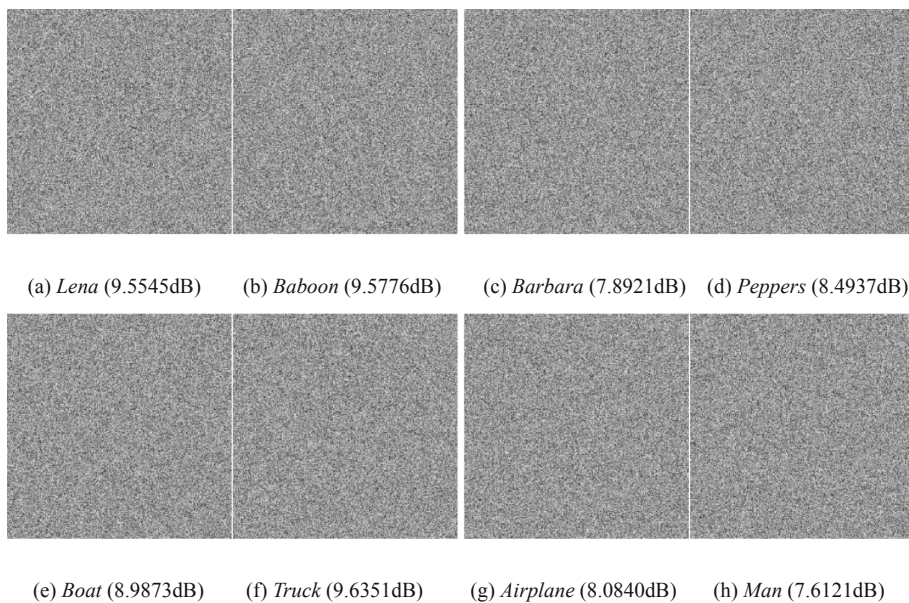 (a) Lena (9.5545dB) (b) Baboon (9.5776dB) (c) Barbara (7.8921dB) (d) Peppers (8.4937dB)
(e) Boat (8.9873dB) (f) Truck (9.6351dB) (g) Airplane (8.0840dB) (h) Man (7.6121dB)